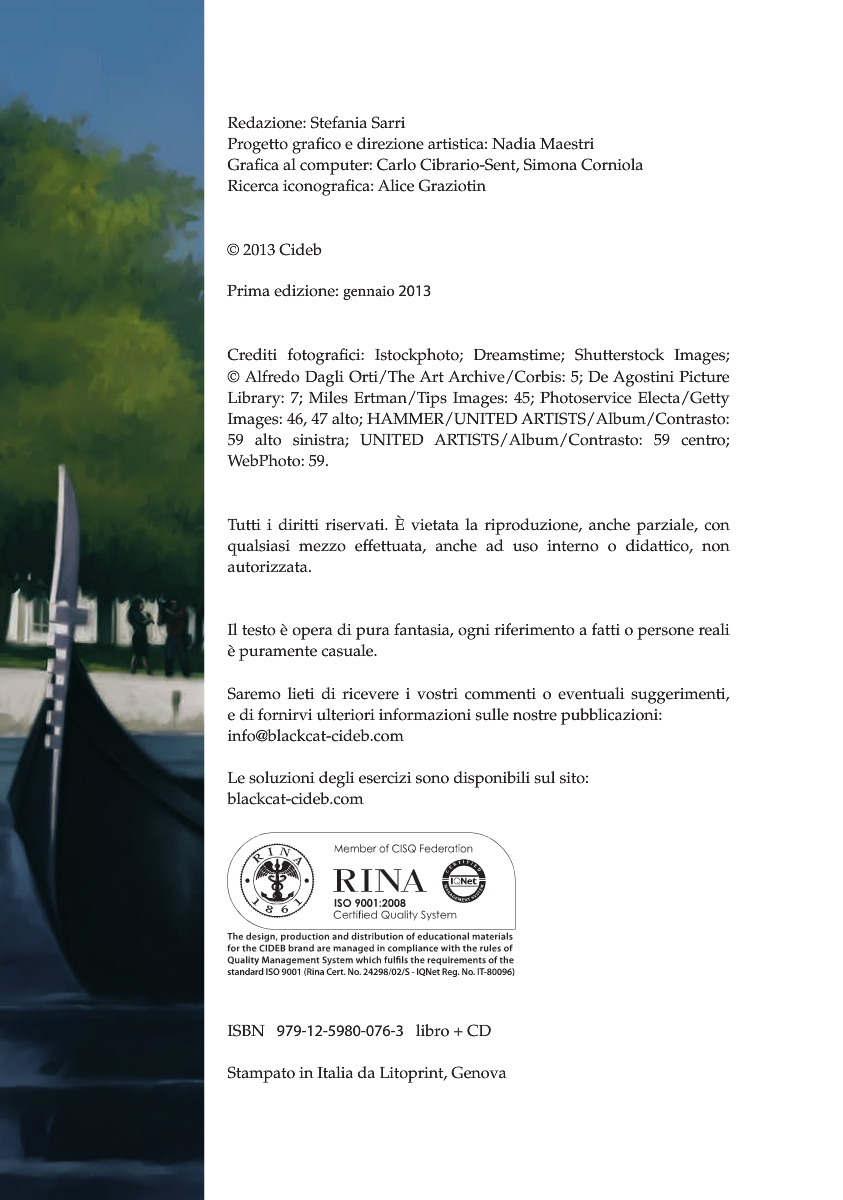 Redazione: Stefania Sarri
Progetto grafico e direzione artistica: Nadia Maestri
Grafica al computer: Carlo Cibrario-Sent, Simona Corniola
Ricerca iconografica: Alice Graziotin
© 2013 Cideb
Prima edizione: gennaio 2013
Crediti fotografici: Istockphoto; Dreamstime; Shutterstock Images;
© Alfredo Dagli Orti/The Art Archive/Corbis: 5; De Agostini Picture
Library: 7; Miles Ertman/Tips Images: 45; Photoservice Electa/Getty
Images: 46, 47 alto; HAMMER/UNITED ARTISTS/Album/Contrasto:
59 alto sinistra; UNITED ARTISTS/Album/Contrasto: 59 centro;
WebPhoto: 59.
Tutti i diritti riservati. È vietata la riproduzione, anche parziale, con
qualsiasi mezzo effettuata, anche ad uso interno o didattico, non
autorizzata.
Il testo è opera di pura fantasia, ogni riferimento a fatti o persone reali
è puramente casuale.
Saremo lieti di ricevere i vostri commenti o eventuali suggerimenti,
e di fornirvi ulteriori informazioni sulle nostre pubblicazioni:
info@blackcat-cideb.com
Le soluzioni degli esercizi sono disponibili sul sito:
blackcat-cideb.com
RINA
1861
Member of CISQ Federation
RINA
ISO 9001:2008
Certified Quality System
CERTIFIED
IQNet
MANAGEMENT SYSTEM
The design, production and distribution of educational materials
for the CIDEB brand are managed in compliance with the rules of
Quality Management System which fulfils the requirements of the
standard ISO 9001 (Rina Cert. No. 24298/02/S - IQNet Reg. No. IT-80096)
ISBN 979-12-5980-076-3 libro + CD
Stampato in Italia da Litoprint, Genova